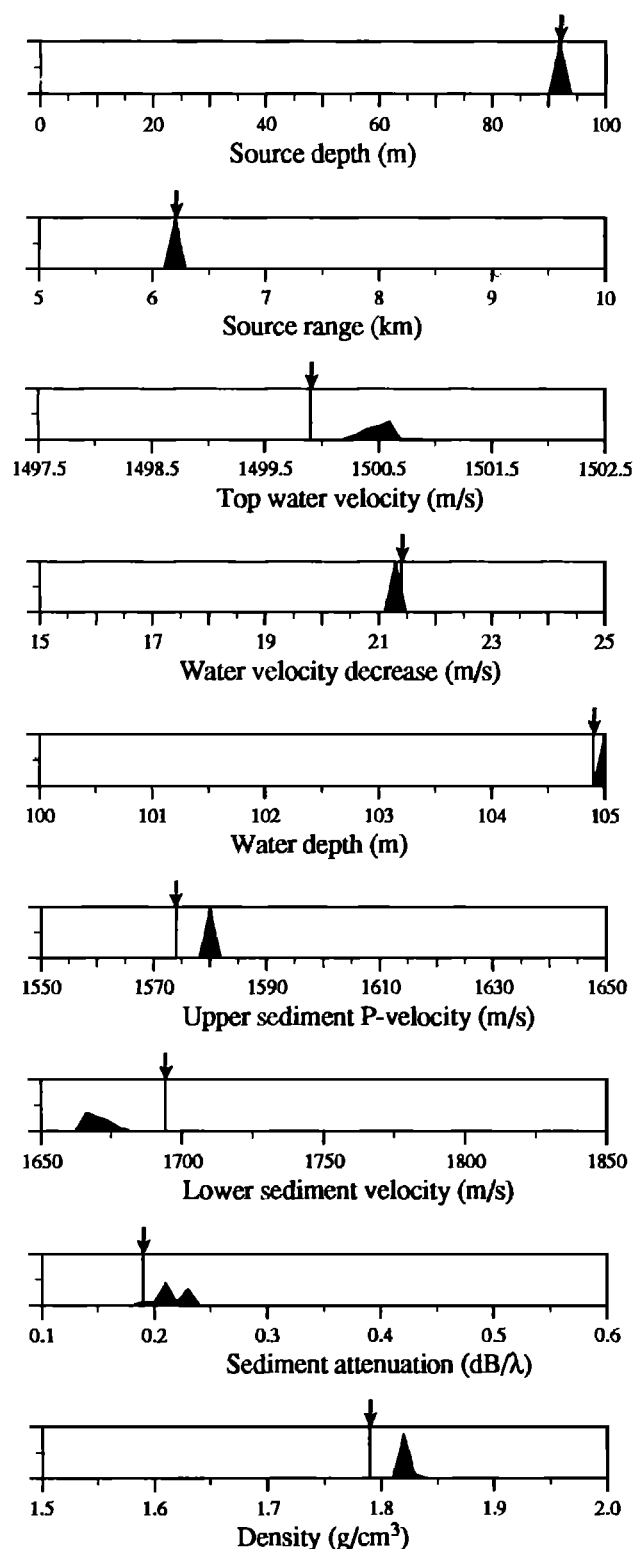 0 20 40 60 80 100
Source depth (m)
5 6 7 8 9 10
Source range (km)
1497.5 1498.5 1499.5 1500.5 1501.5 1502.5
Top water velocity (m/s)
15 17 19 21 23 25
Water velocity decrease (m/s)
100 101 102 103 104 105
Water depth (m)
1550 1570 1590 1610 1630 1650
Upper sediment P-velocity (m/s)
1650 1700 1750 1800 1850
Lower sediment velocity (m/s)
0.1 0.2 0.3 0.4 0.5 0.6
Sediment attenuation (dB/λ)
1.5 1.6 1.7 1.8 1.9 2.0
Density (g/cm³)